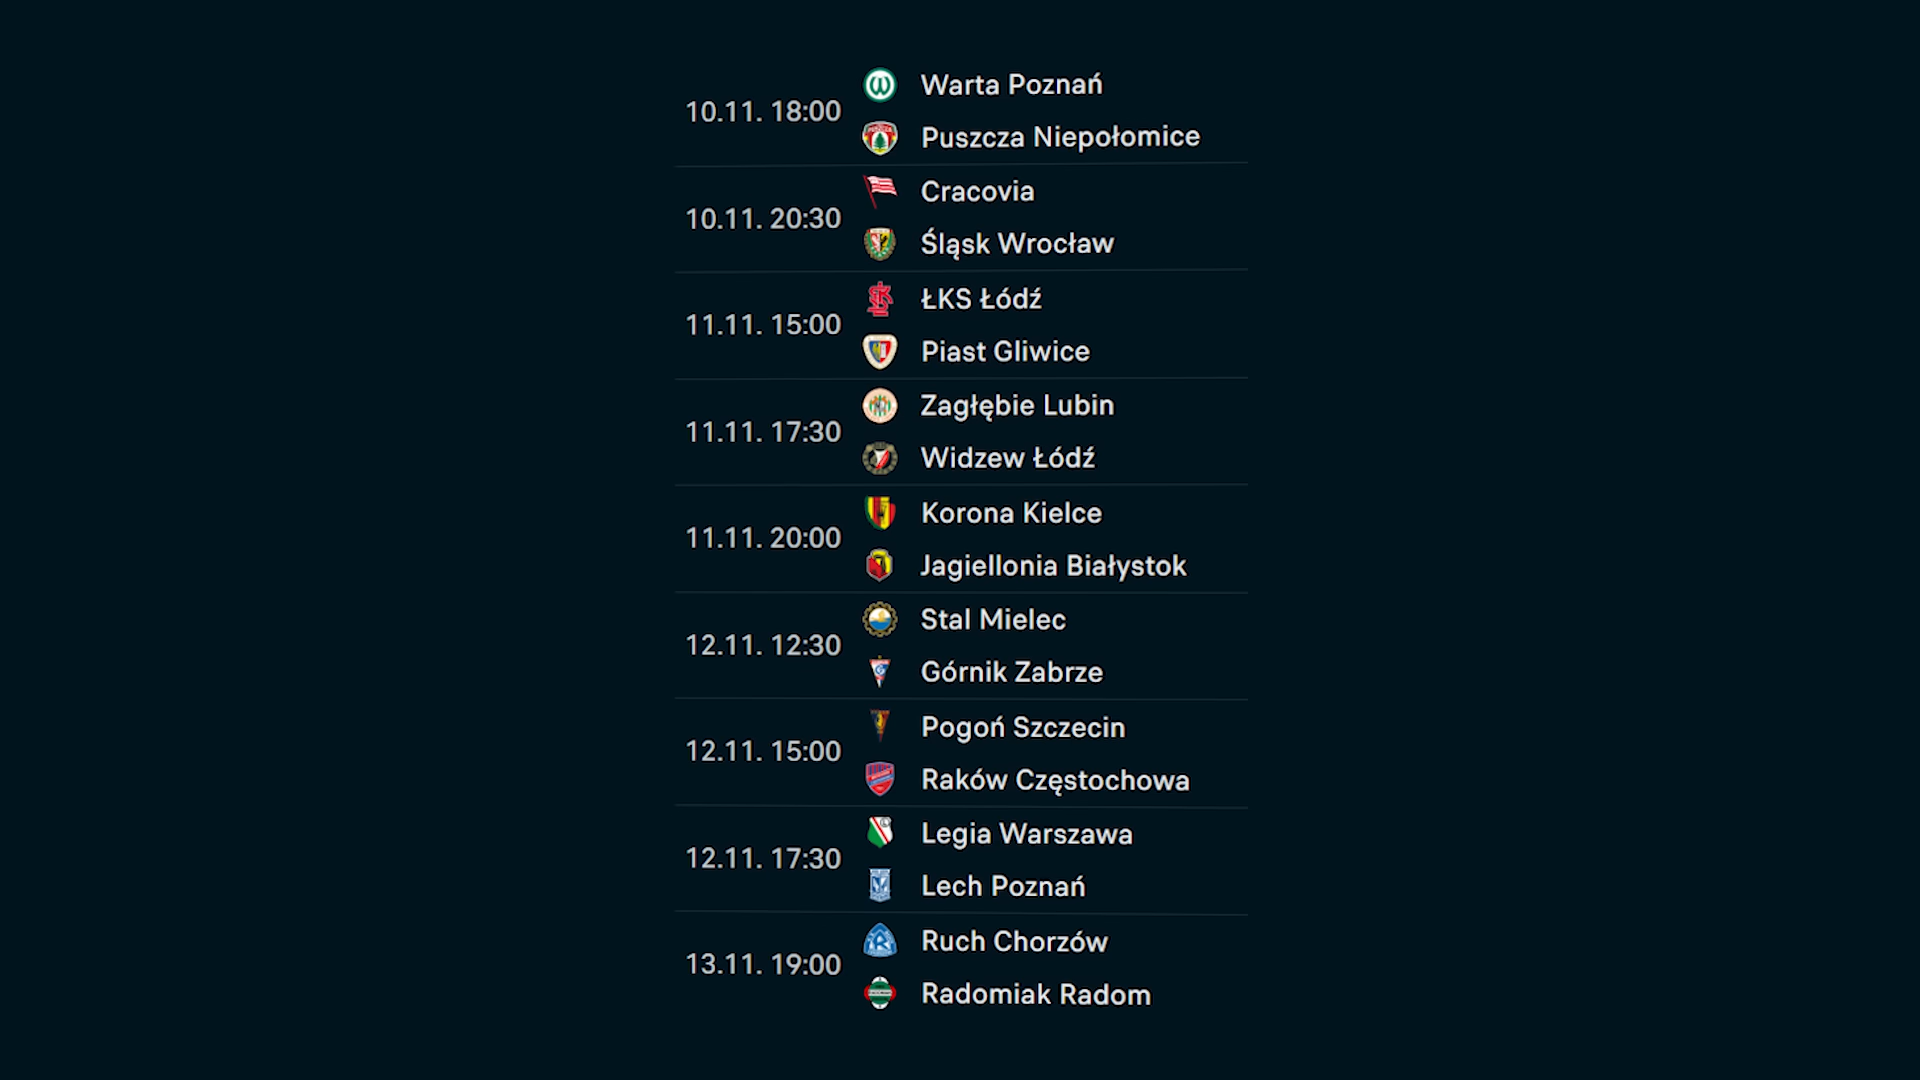 10.11. 18:00
Warta Poznań
Puszcza Niepołomice
10.11. 20:30
Cracovia
Śląsk Wrocław
11.11. 15:00
ŁKS Łódź
Piast Gliwice
11.11. 17:30
Zagłębie Lubin
Widzew Łódź
11.11. 20:00
Korona Kielce
Jagiellonia Białystok
12.11. 12:30
Stal Mielec
Górnik Zabrze
12.11. 15:00
Pogoń Szczecin
Raków Częstochowa
12.11. 17:30
Legia Warszawa
Lech Poznań
13.11. 19:00
Ruch Chorzów
Radomiak Radom